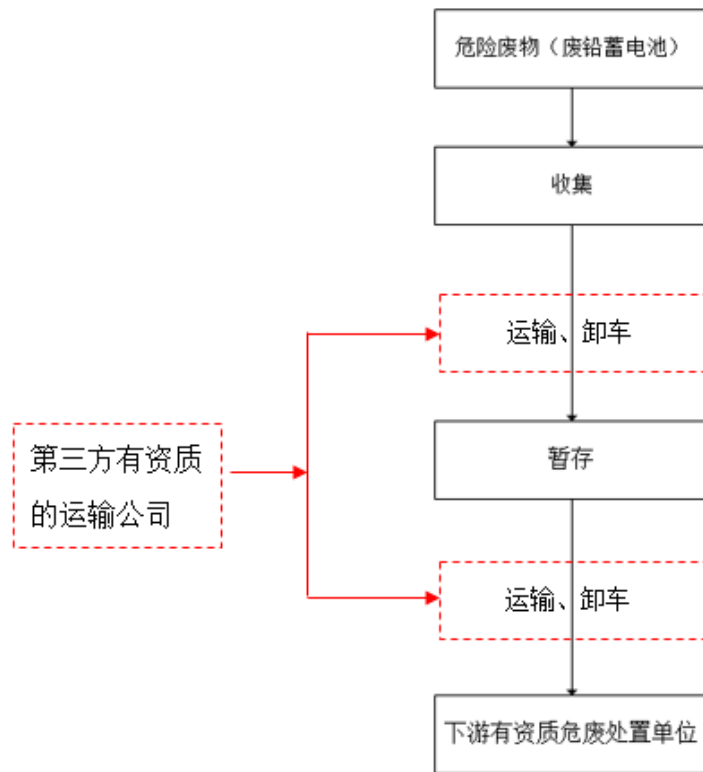 危险废物（废铅蓄电池）
收集
运输、卸车
第三方有资质
的运输公司
暂存
运输、卸车
下游有资质危废处置单位